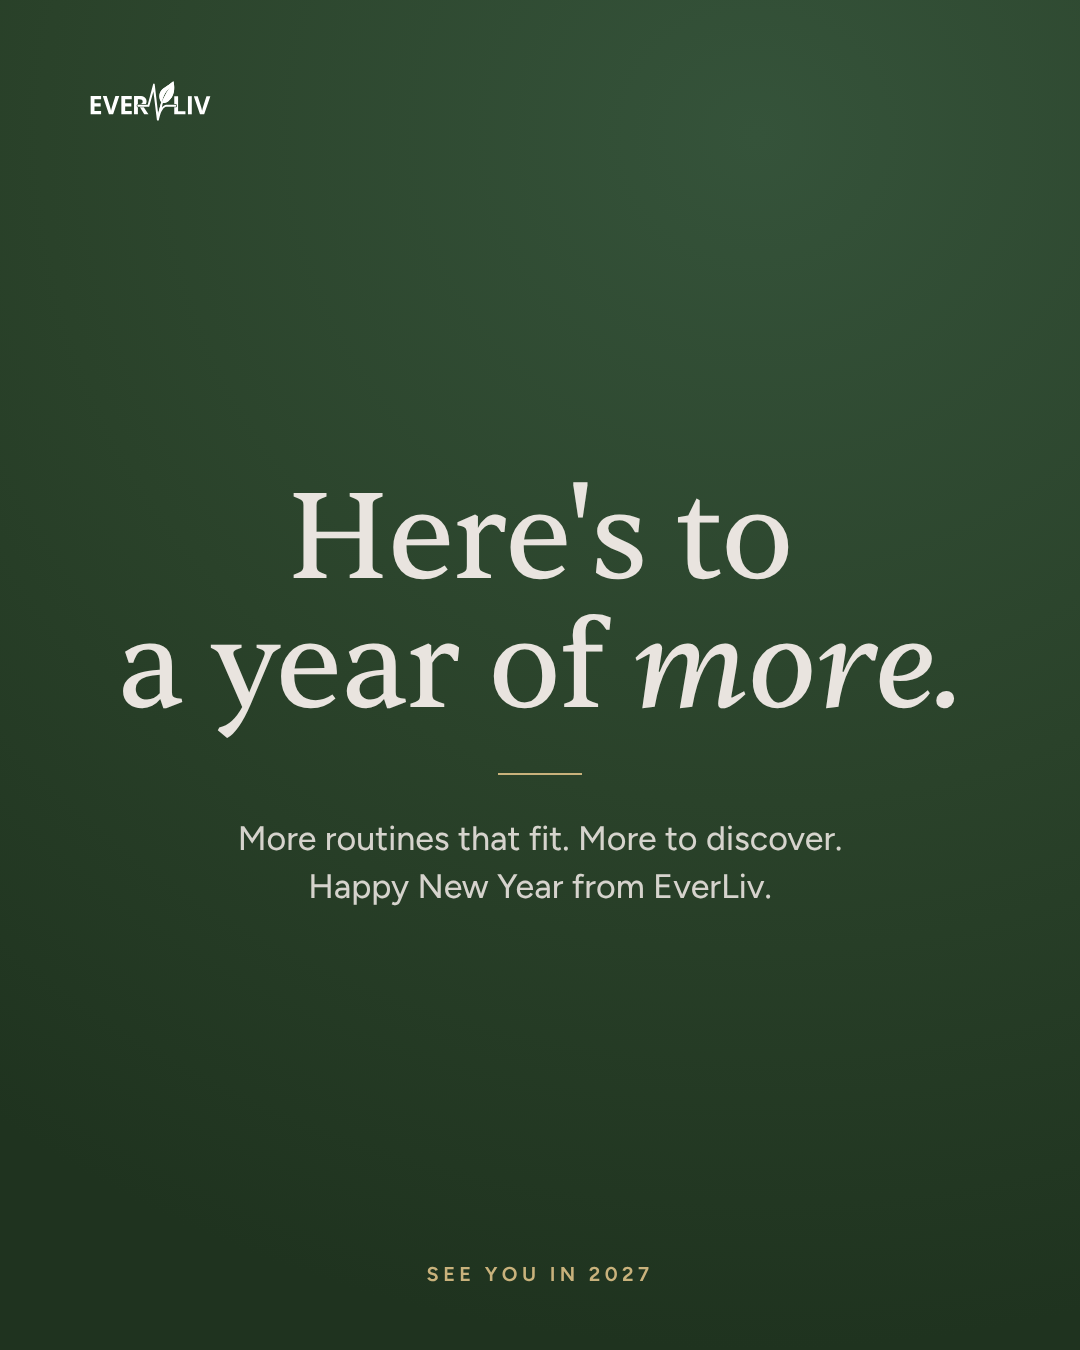 EVERLIV
Here's to
a year of more.
More routines that fit. More to discover.
Happy New Year from EverLiv.
SEE YOU IN 2027